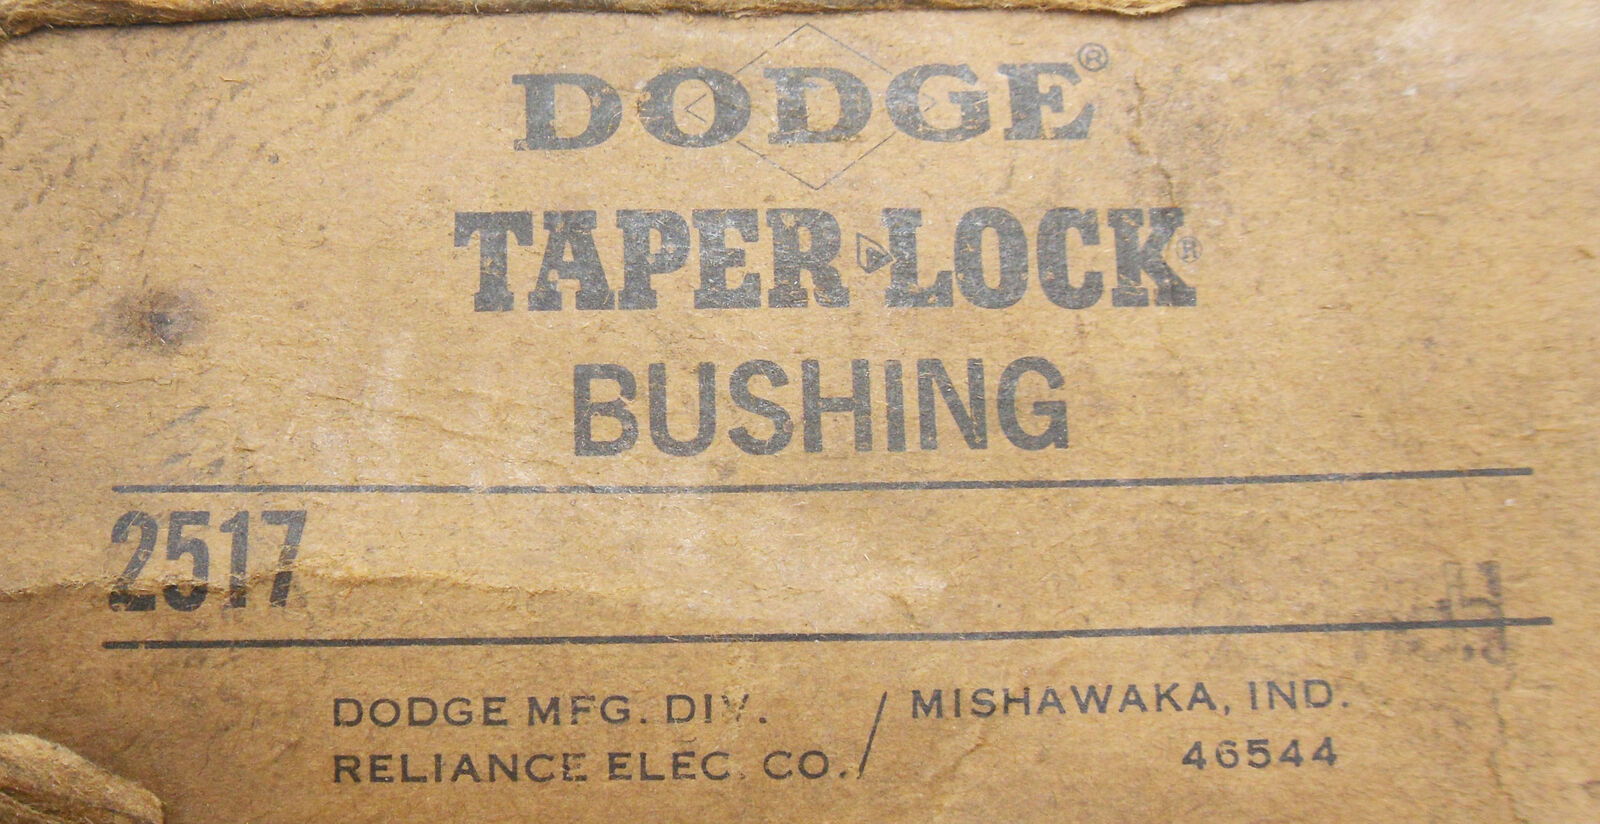 DODGE®
TAPER-LOCK®
BUSHING
2517
DODGE MFG. DIV. / MISHAWAKA, IND.
RELIANCE ELEC. CO. / 46544